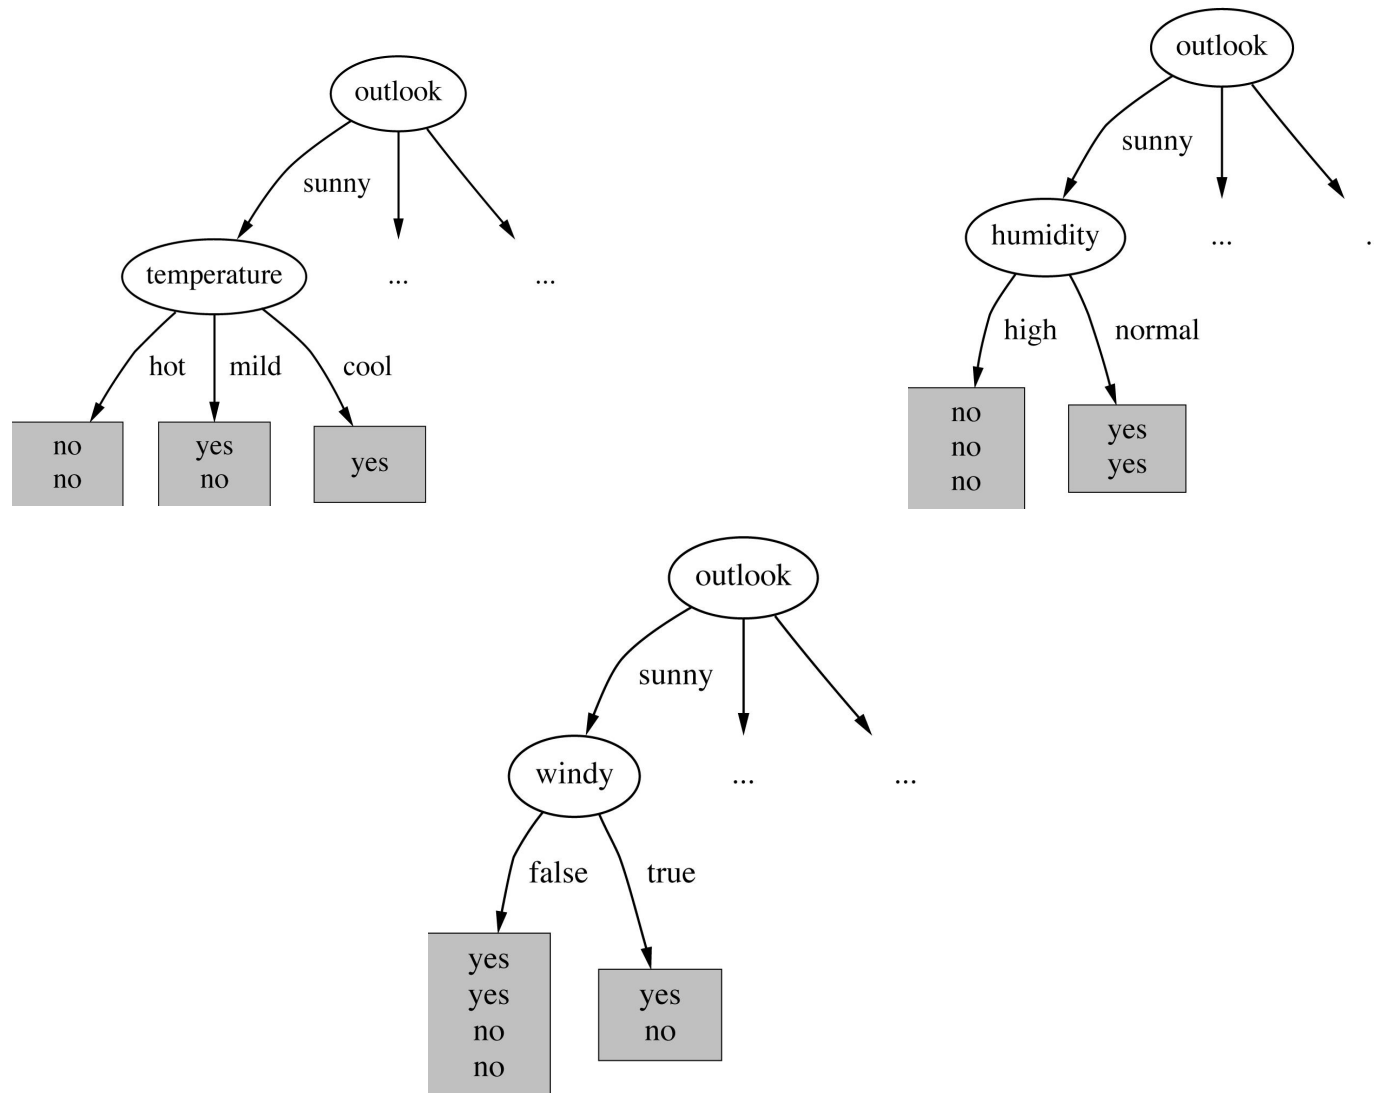 outlook
sunny
temperature
...
...
hot mild cool
no
no
yes
no
yes
outlook
sunny
humidity
...
.
high normal
no
no
no
yes
yes
outlook
sunny
windy
...
...
false true
yes
yes
no
no
yes
no